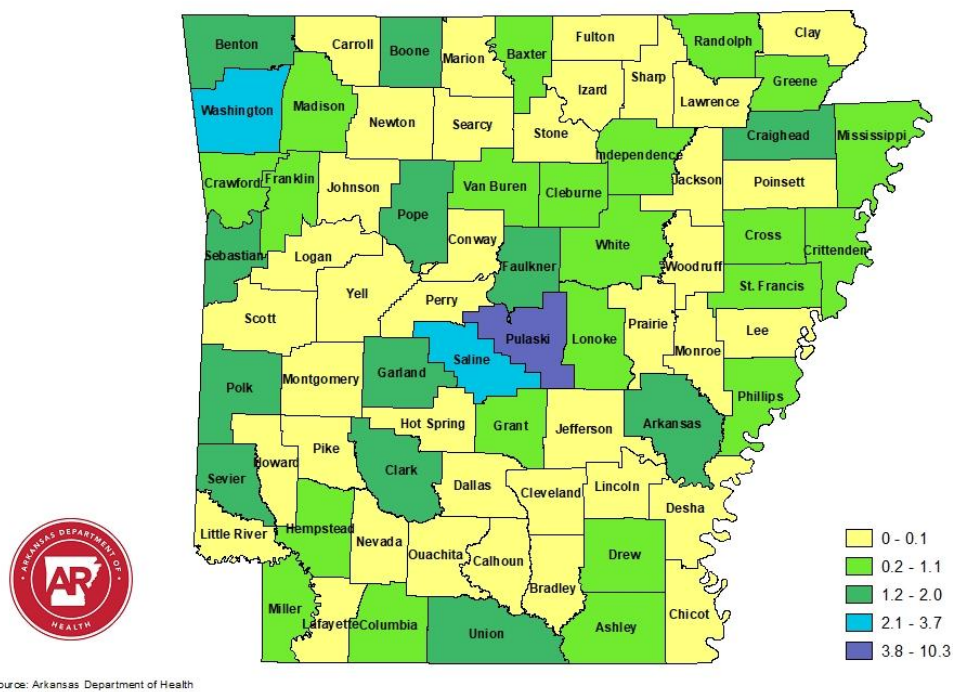 Benton
Carroll
Boone
Marion
Baxter
Fulton
Randolph
Clay
Washington
Madison
Newton
Searcy
Stone
Izard
Sharp
Lawrence
Greene
Craighead
Mississippi
Crawford
Franklin
Johnson
Pope
Van Buren
Cleburne
Independence
Jackson
Poinsett
Sebastian
Logan
Conway
Faulkner
White
Woodruff
Cross
Crittenden
St. Francis
Scott
Yell
Perry
Pulaski
Saline
Lonoke
Prairie
Monroe
Lee
Polk
Montgomery
Garland
Hot Spring
Grant
Jefferson
Arkansas
Phillips
Sevier
Howard
Pike
Clark
Dallas
Cleveland
Lincoln
Desha
Little River
Hempstead
Nevada
Ouachita
Calhoun
Bradley
Drew
Miller
Lafayette
Columbia
Union
Ashley
Chicot
ARKANSAS DEPARTMENT OF
AR
HEALTH
0 - 0.1
0.2 - 1.1
1.2 - 2.0
2.1 - 3.7
3.8 - 10.3
ource: Arkansas Department of Health